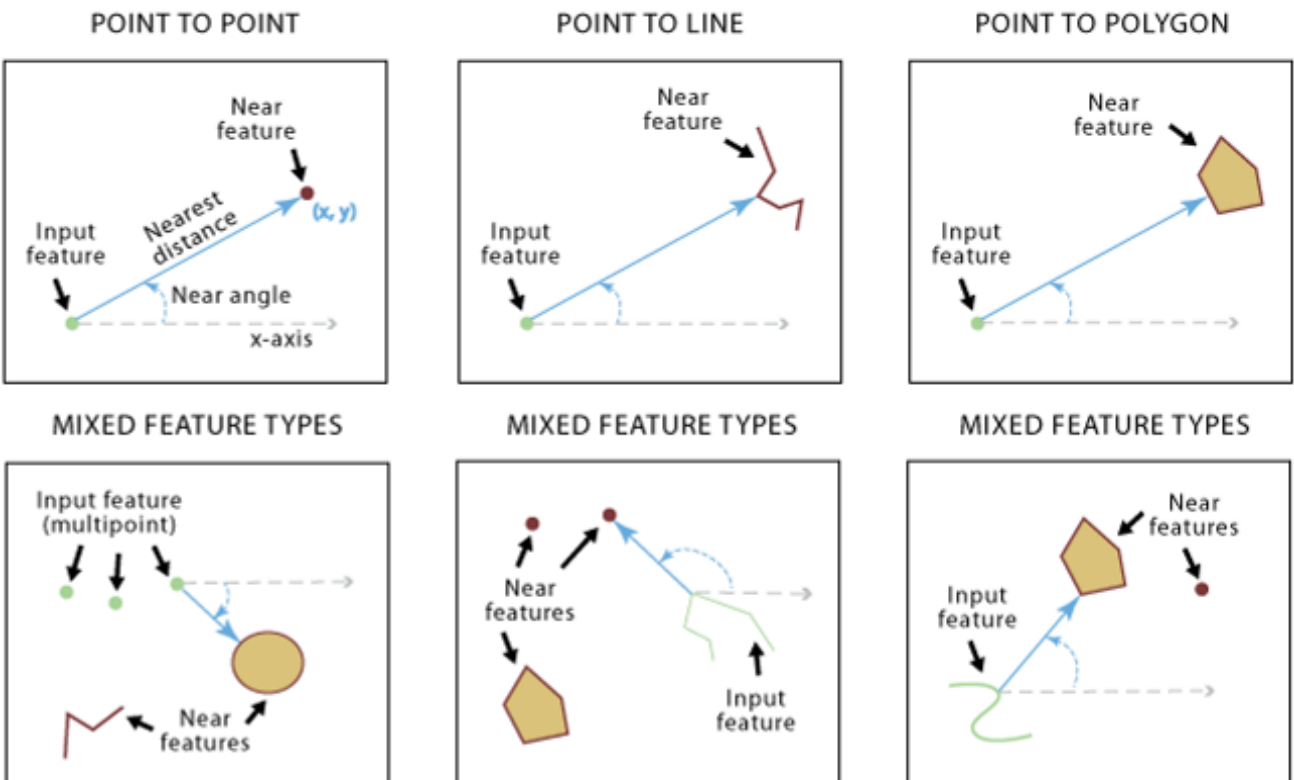 POINT TO POINT
POINT TO LINE
POINT TO POLYGON
Near
feature
Input
feature
Nearest
distance
(x, y)
Near angle
x-axis
Near
feature
Input
feature
Near
feature
Input
feature
MIXED FEATURE TYPES
MIXED FEATURE TYPES
MIXED FEATURE TYPES
Input feature
(multipoint)
Near
features
Near
features
Input
feature
Near
features
Input
feature